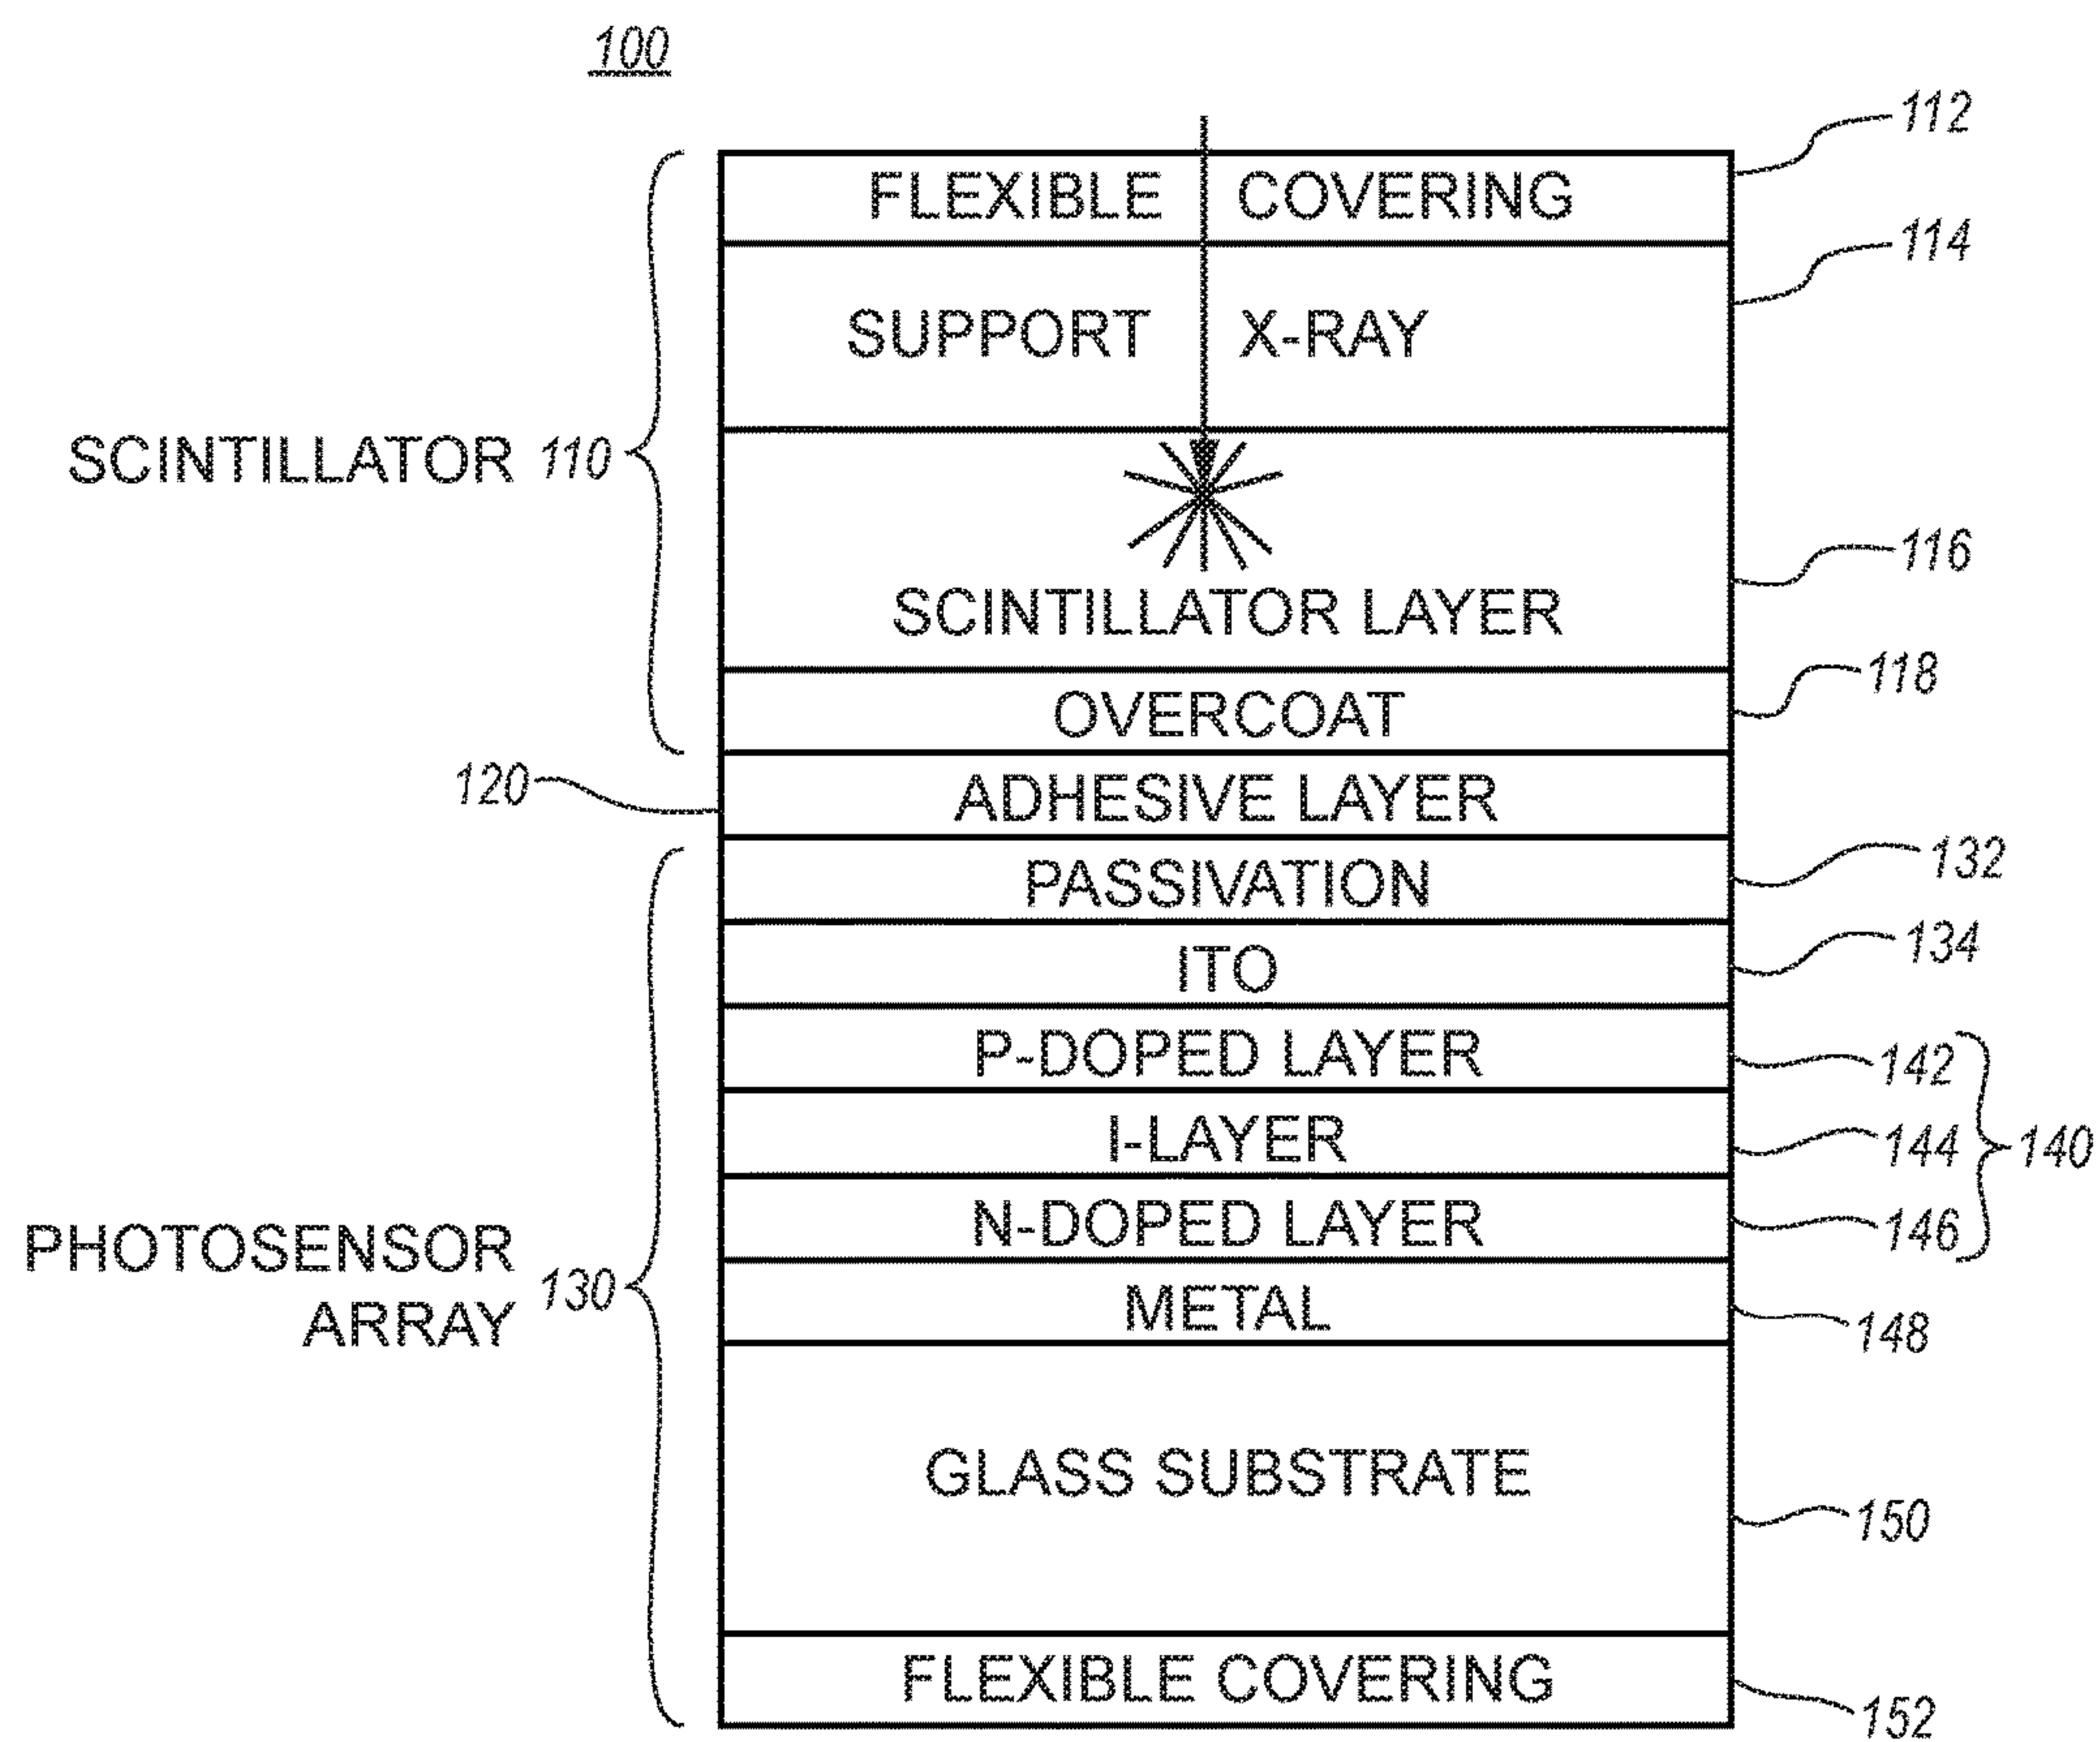 100
FLEXIBLE COVERING 112
SUPPORT X-RAY 114
SCINTILLATOR 110
116
SCINTILLATOR LAYER
OVERCOAT 118
120 ADHESIVE LAYER
PASSIVATION 132
ITO 134
P-DOPED LAYER 142
I-LAYER 144 140
N-DOPED LAYER 146
PHOTOSENSOR
ARRAY 130
METAL 148
GLASS SUBSTRATE
150
FLEXIBLE COVERING
152